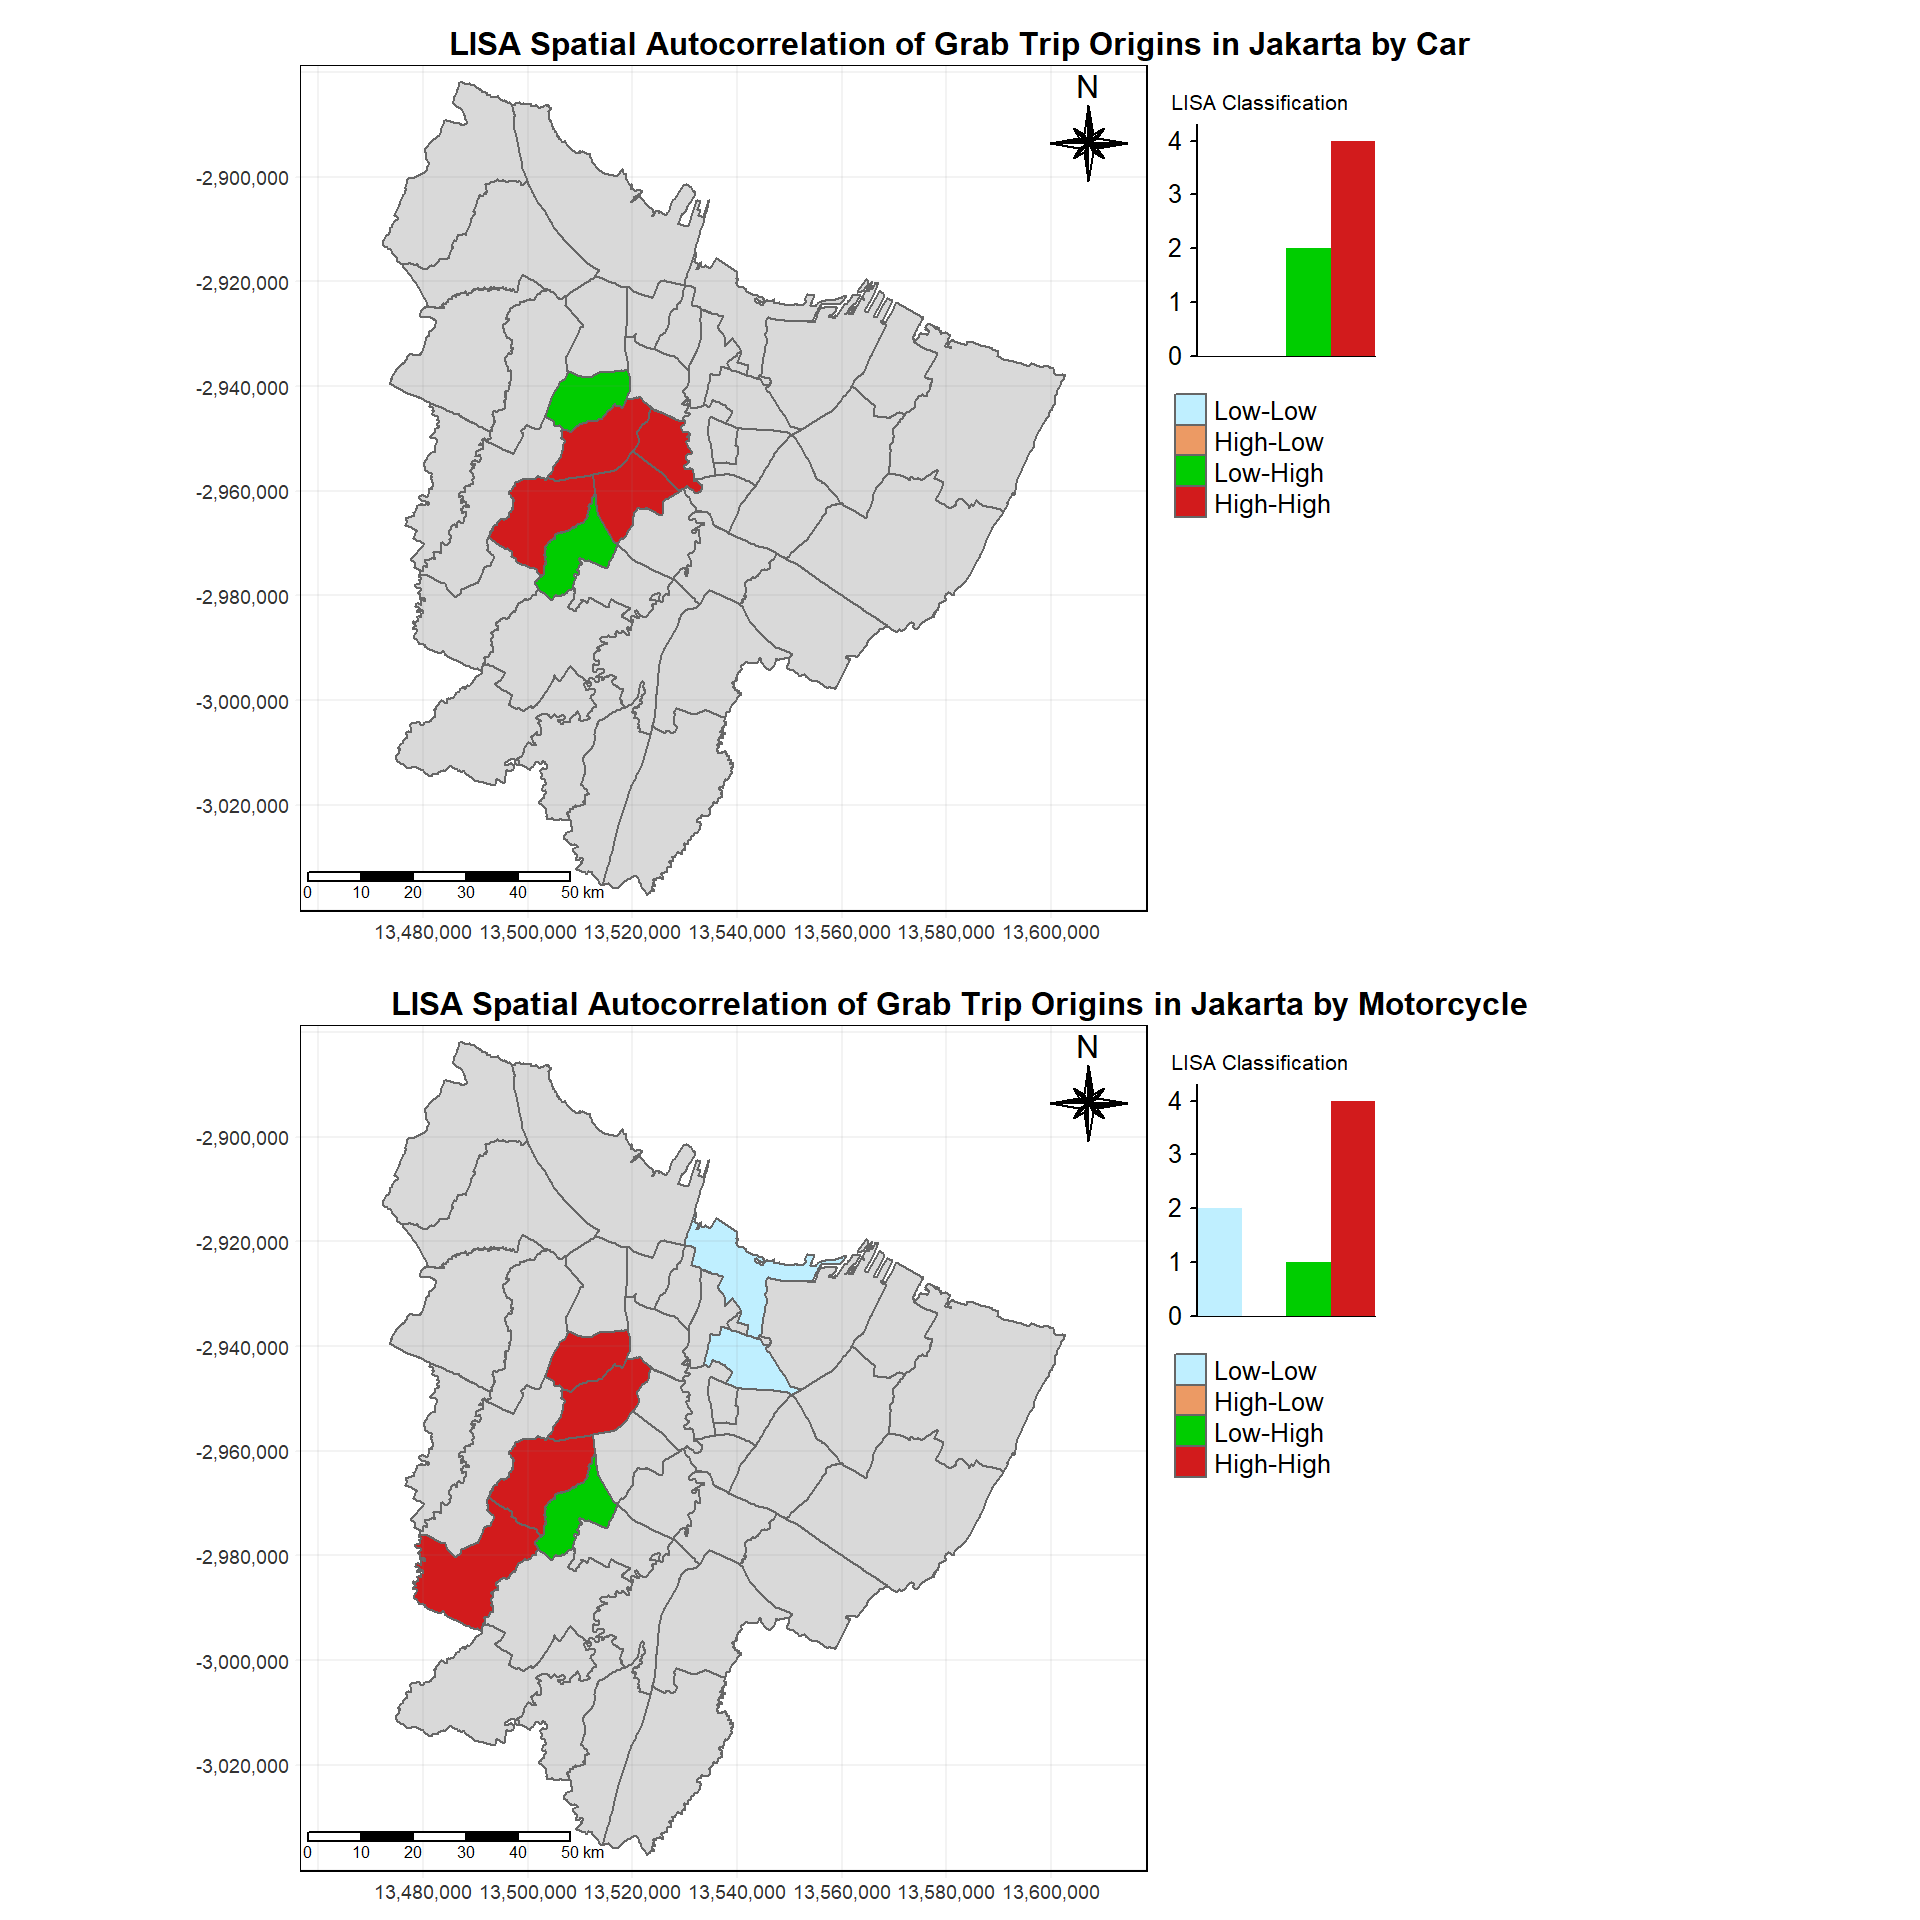 LISA Spatial Autocorrelation of Grab Trip Origins in Jakarta by Car
N
LISA Classification
4
3
2
1
0
Low-Low
High-Low
Low-High
High-High
-2,900,000
-2,920,000
-2,940,000
-2,960,000
-2,980,000
-3,000,000
-3,020,000
0 10 20 30 40 50 km
13,480,000 13,500,000 13,520,000 13,540,000 13,560,000 13,580,000 13,600,000
LISA Spatial Autocorrelation of Grab Trip Origins in Jakarta by Motorcycle
N
LISA Classification
4
3
2
1
0
Low-Low
High-Low
Low-High
High-High
-2,900,000
-2,920,000
-2,940,000
-2,960,000
-2,980,000
-3,000,000
-3,020,000
0 10 20 30 40 50 km
13,480,000 13,500,000 13,520,000 13,540,000 13,560,000 13,580,000 13,600,000